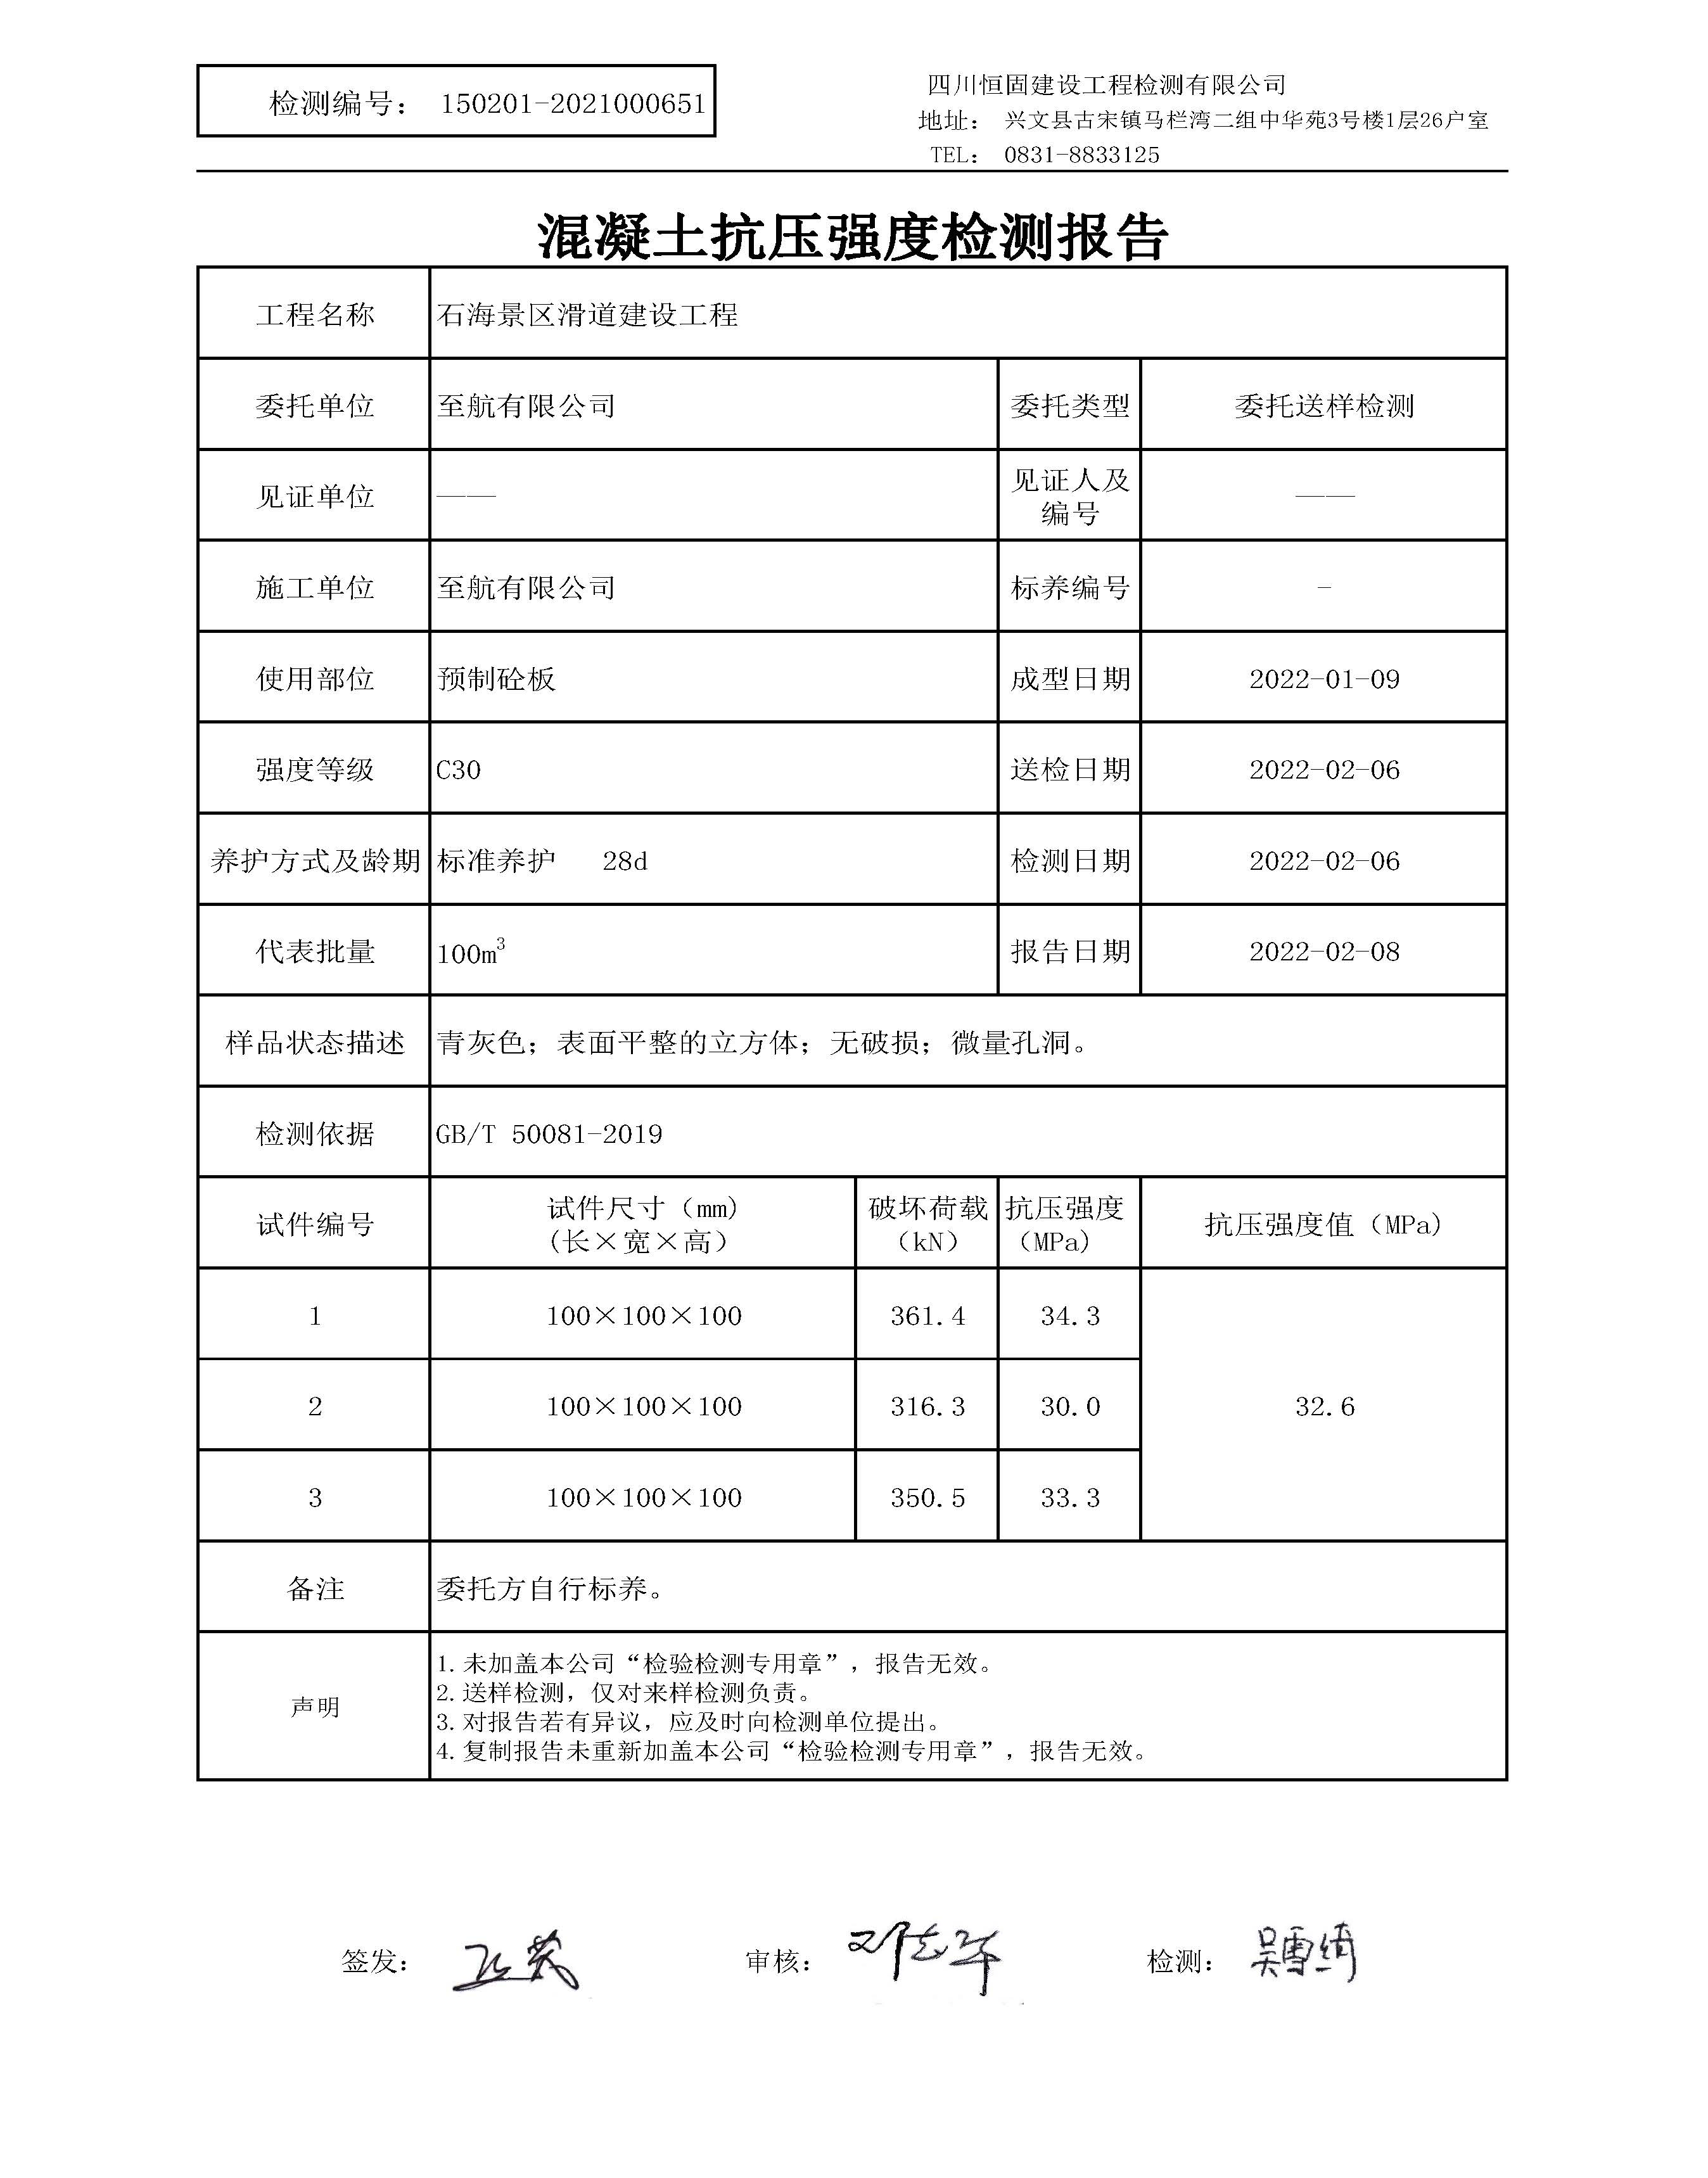 检测编号： 150201-2021000651
四川恒固建设工程检测有限公司
地址： 兴文县古宋镇马栏湾二组中华苑3号楼1层26户室
TEL： 0831-8833125
混凝土抗压强度检测报告
工程名称 石海景区滑道建设工程
委托单位 至航有限公司 委托类型 委托送样检测
见证单位 —— 见证人及编号 ——
施工单位 至航有限公司 标养编号 -
使用部位 预制砼板 成型日期 2022-01-09
强度等级 C30 送检日期 2022-02-06
养护方式及龄期 标准养护 28d 检测日期 2022-02-06
代表批量 100m³ 报告日期 2022-02-08
样品状态描述 青灰色；表面平整的立方体；无破损；微量孔洞。
检测依据 GB/T 50081-2019
试件编号 试件尺寸（mm）(长×宽×高） 破坏荷载（kN） 抗压强度（MPa） 抗压强度值（MPa）
1 100×100×100 361.4 34.3
2 100×100×100 316.3 30.0 32.6
3 100×100×100 350.5 33.3
备注 委托方自行标养。
声明
1.未加盖本公司“检验检测专用章”，报告无效。
2.送样检测，仅对来样检测负责。
3.对报告若有异议，应及时向检测单位提出。
4.复制报告未重新加盖本公司“检验检测专用章”，报告无效。
签发： 审核： 检测： 吴雪绮